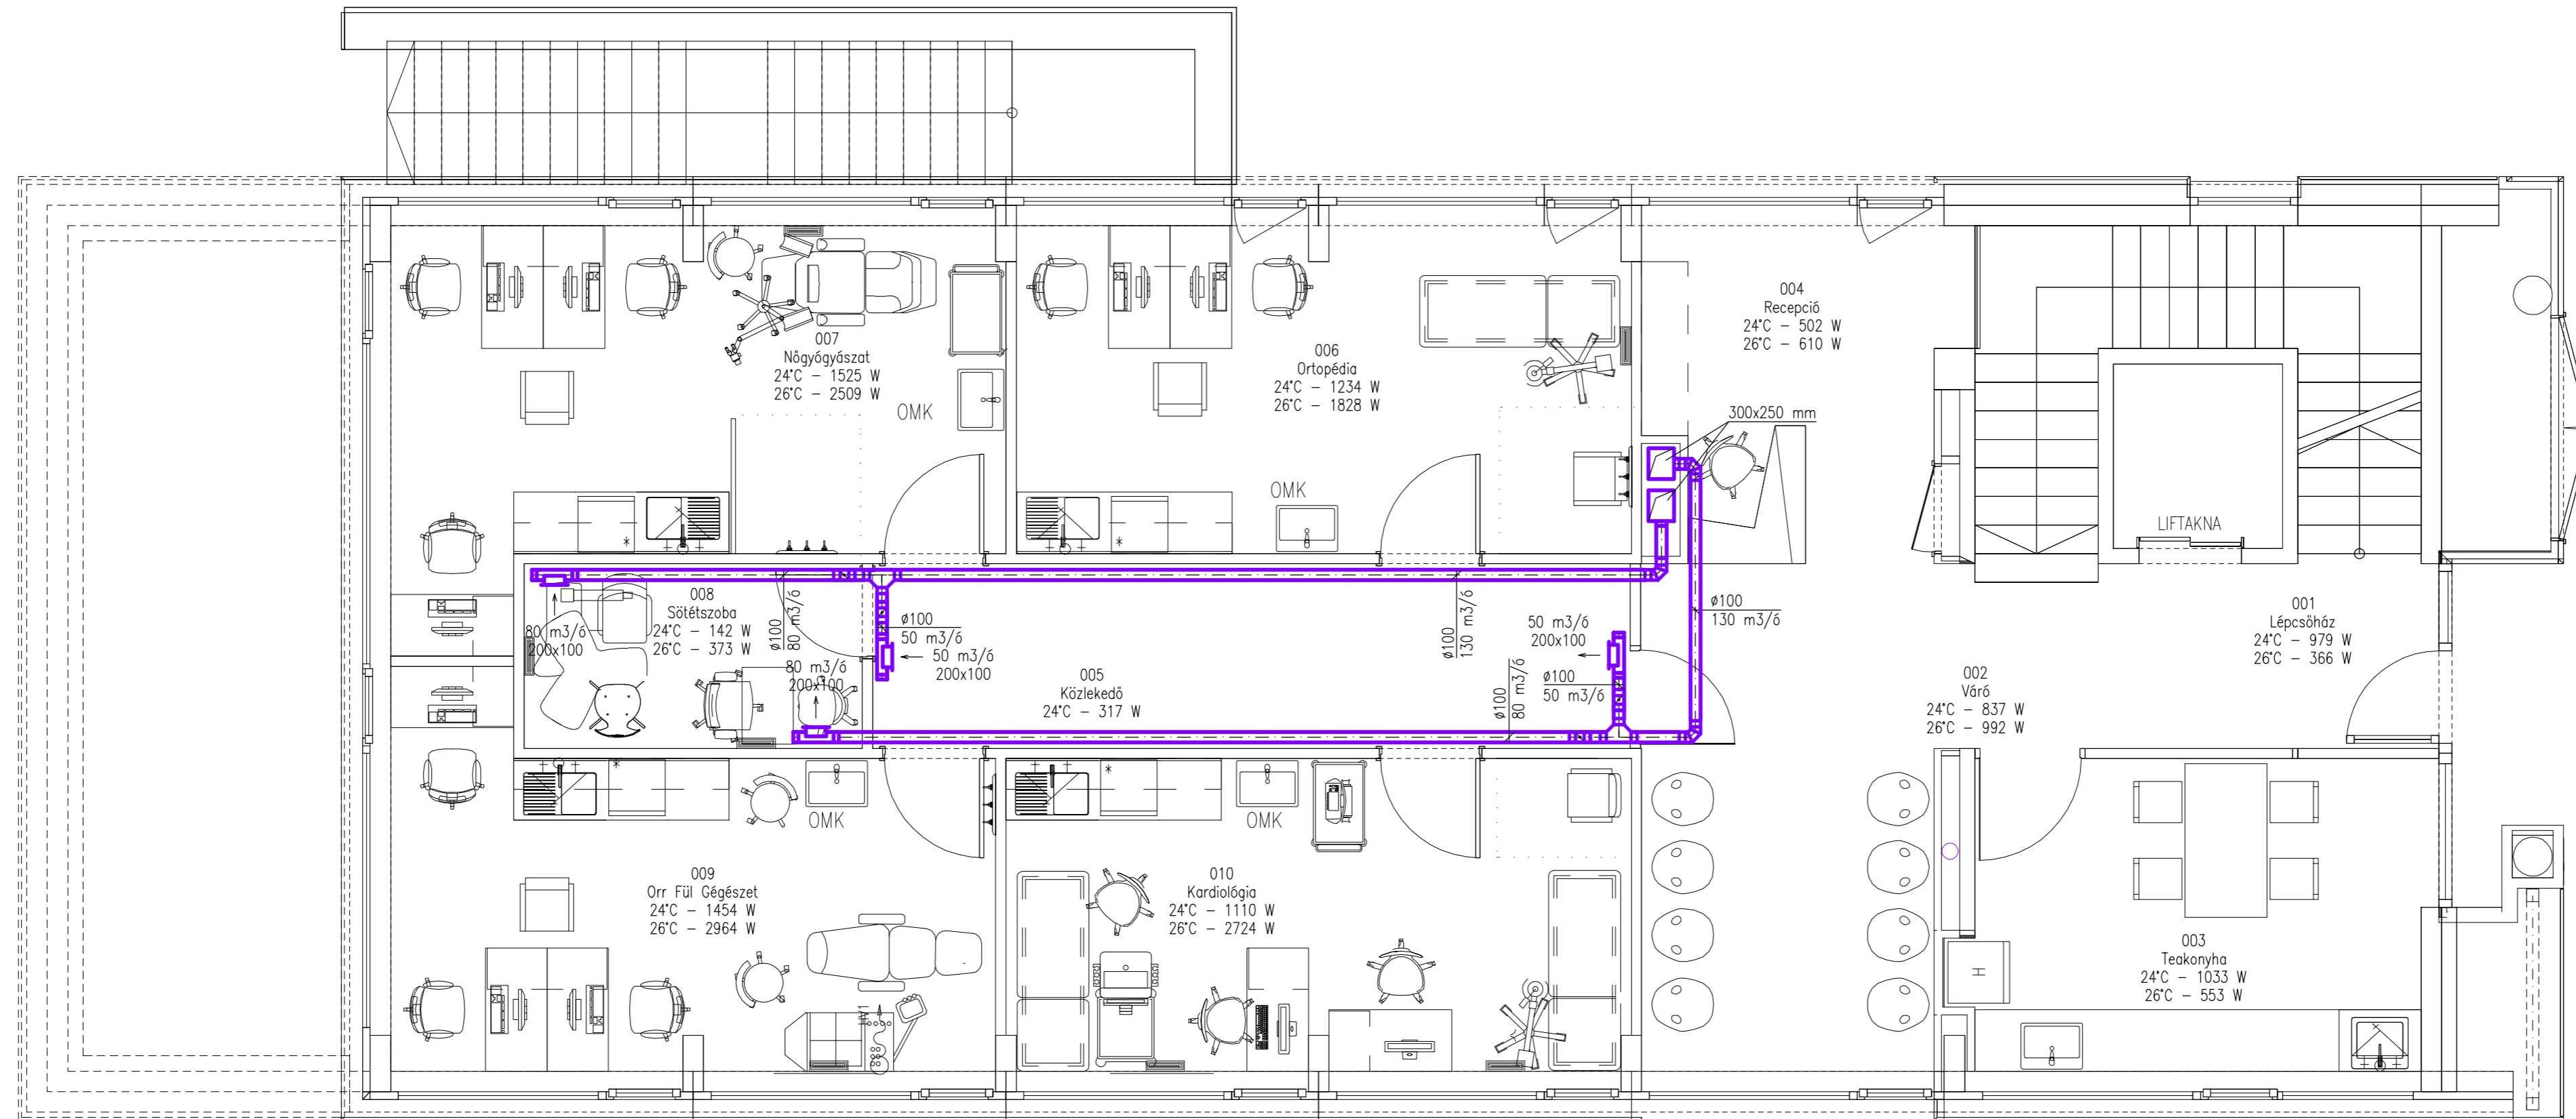 007
Nőgyógyászat
24°C - 1525 W
26°C - 2509 W
OMK
006
Ortopédia
24°C - 1234 W
26°C - 1828 W
OMK
004
Recepció
24°C - 502 W
26°C - 610 W
300x250 mm
LIFTAKNA
001
Lépcsőház
24°C - 979 W
26°C - 366 W
008
Sötétszoba
24°C - 142 W
26°C - 373 W
80 m3/ó
200x100
ø100
80 m3/ó
80 m3/ó
200x100
ø100
50 m3/ó
50 m3/ó
200x100
005
Közlekedő
24°C - 317 W
ø100
130 m3/ó
ø100
80 m3/ó
50 m3/ó
200x100
ø100
50 m3/ó
ø100
130 m3/ó
002
Váró
24°C - 837 W
26°C - 992 W
009
Orr Fül Gégészet
24°C - 1454 W
26°C - 2964 W
OMK
010
Kardiológia
24°C - 1110 W
26°C - 2724 W
OMK
003
Teakonyha
24°C - 1033 W
26°C - 553 W
H